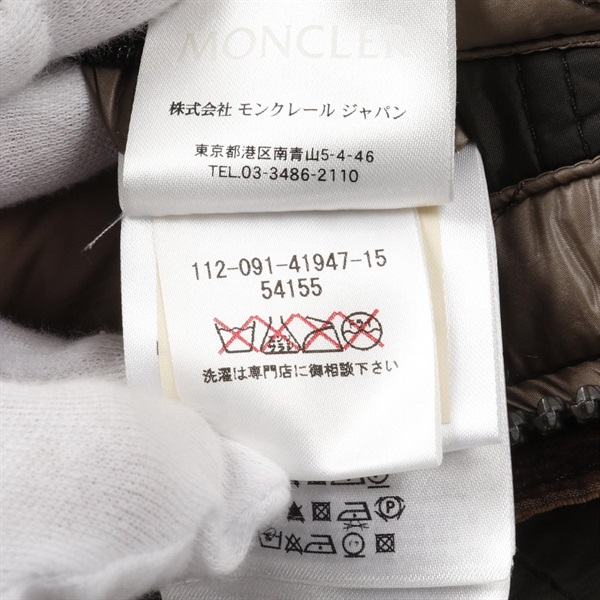 MONCLER
株式会社 モンクレール ジャパン
東京都港区南青山5-4-46
TEL.03-3486-2110
112-091-41947-15
54155
洗濯は専門店に御相談下さい